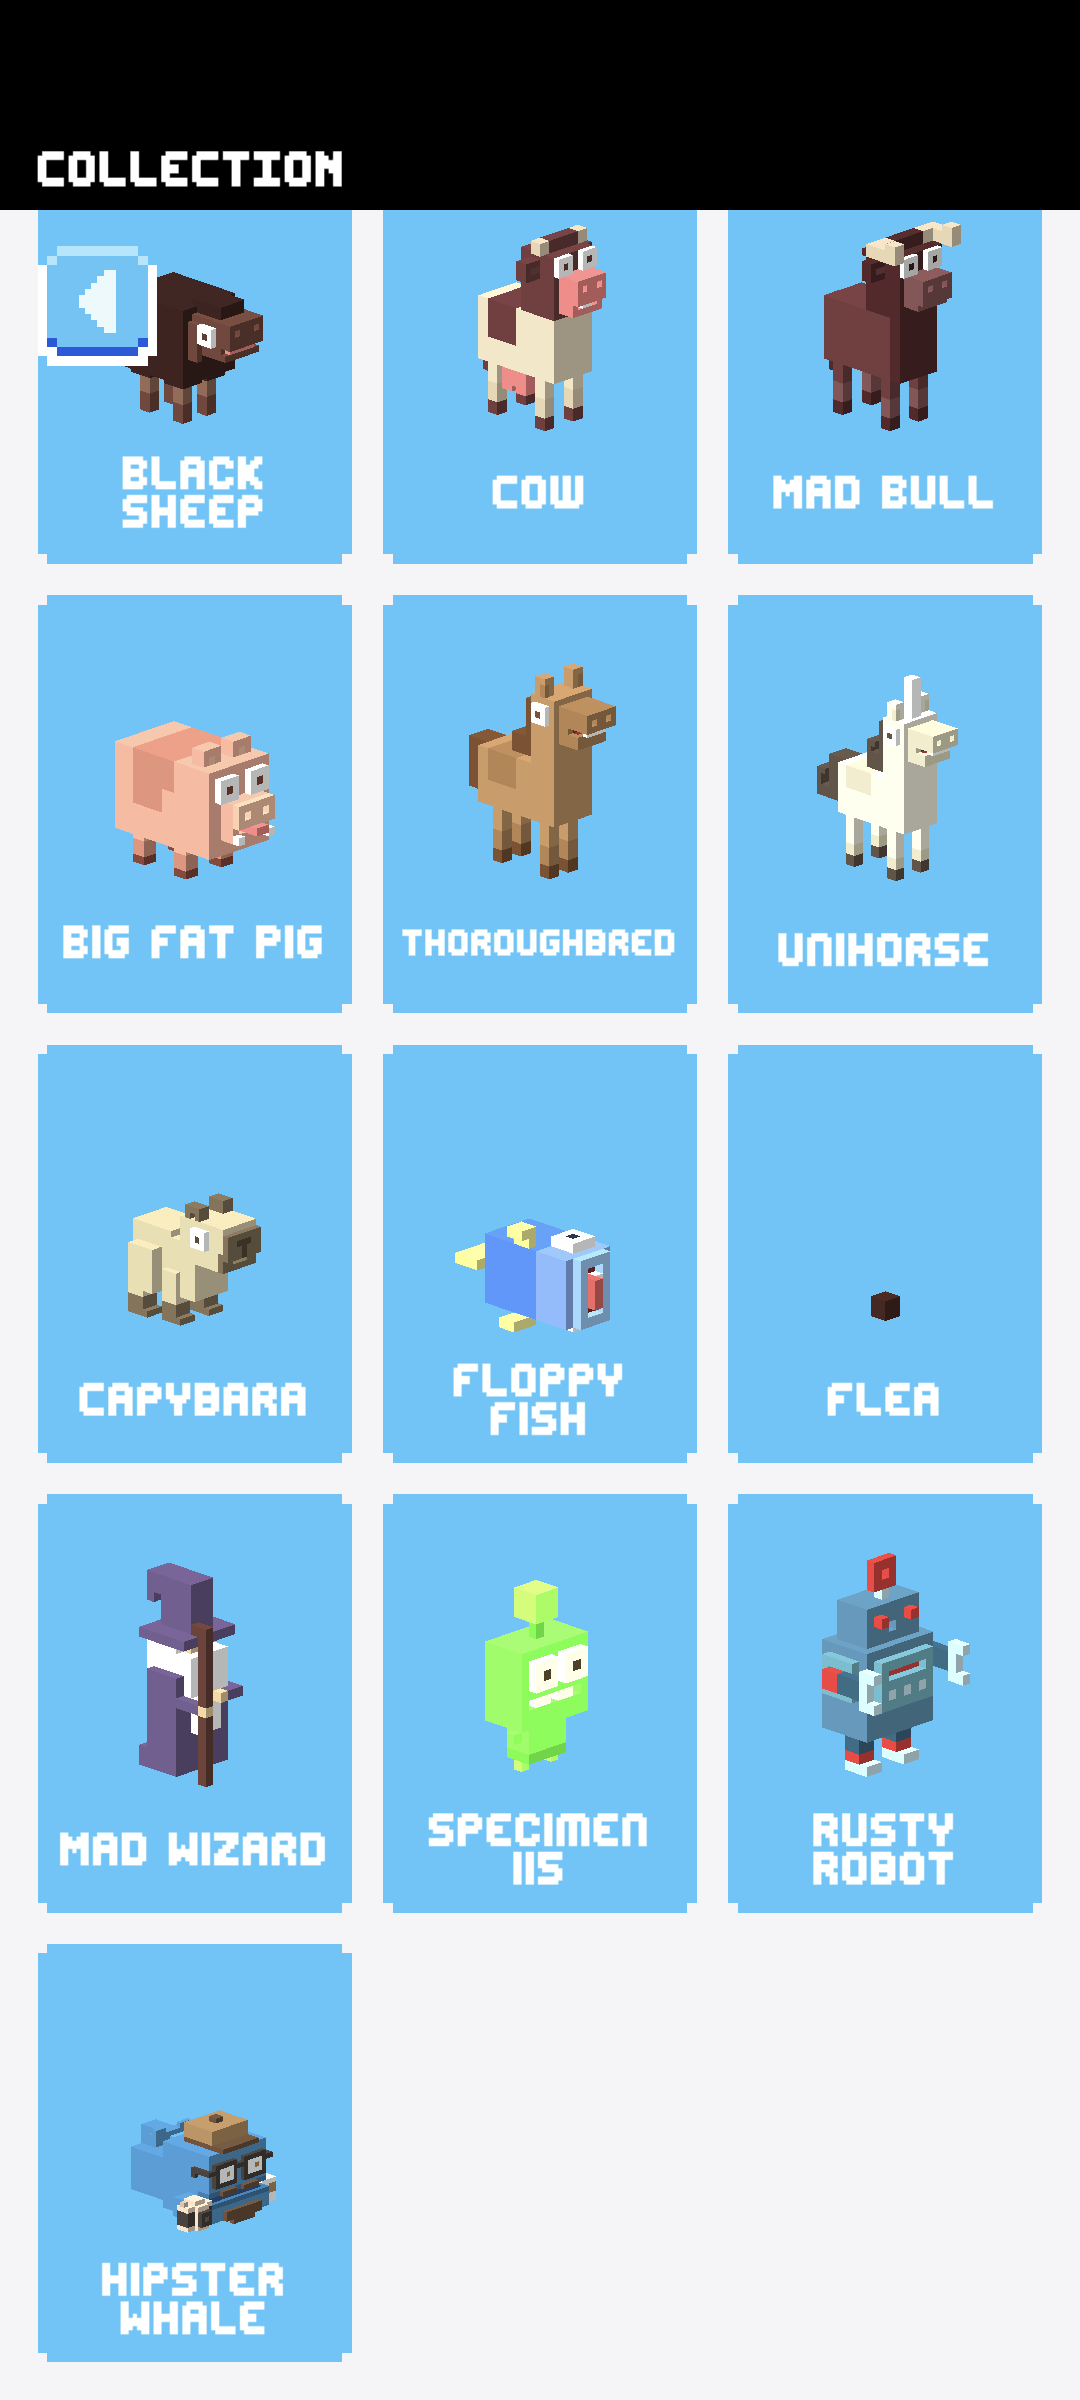 COLLECTION
BLACK
SHEEP
COW
MAD BULL
BIG FAT PIG
THOROUGHBRED
UNIHORSE
CAPYBARA
FLOPPY
FISH
FLEA
MAD WIZARD
SPECIMEN
115
RUSTY
ROBOT
HIPSTER
WHALE